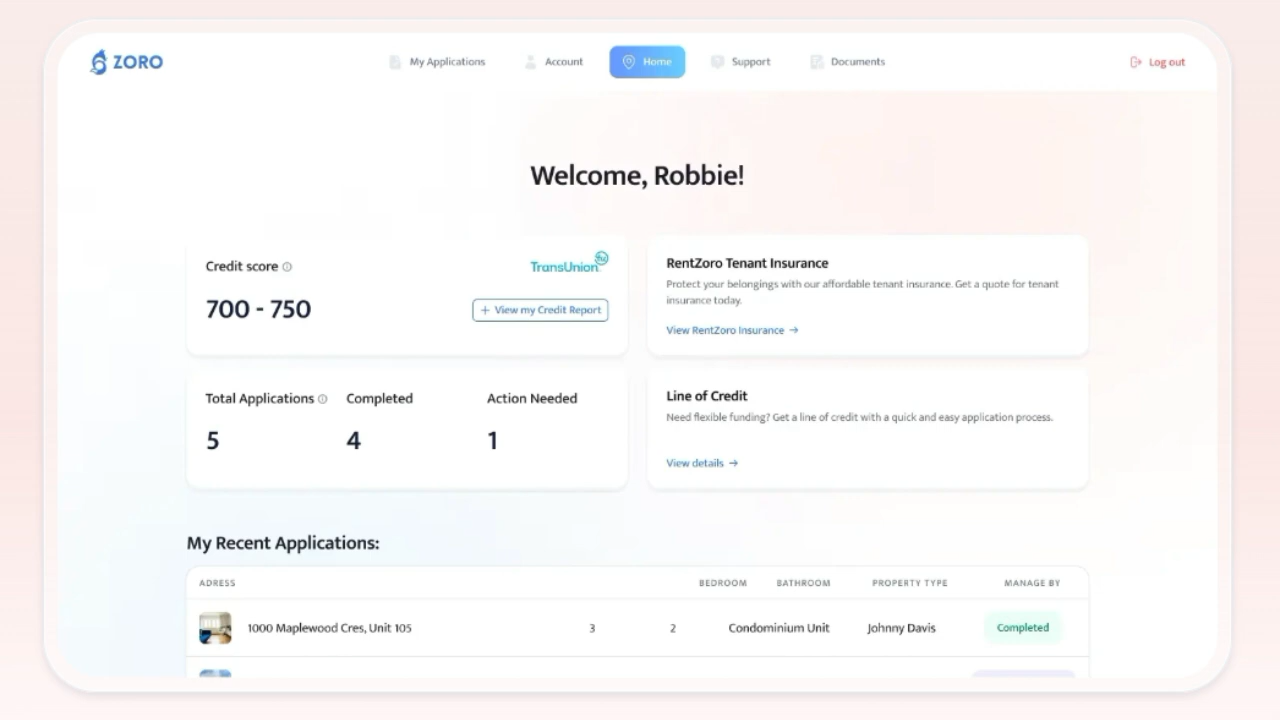 ZORO
My Applications
Account
Home
Support
Documents
Log out
Welcome, Robbie!
Credit score
TransUnion
tu
700 - 750
+ View my Credit Report
RentZoro Tenant Insurance
Protect your belongings with our affordable tenant insurance. Get a quote for tenant
insurance today.
View RentZoro Insurance →
Total Applications
Completed
Action Needed
5
4
1
Line of Credit
Need flexible funding? Get a line of credit with a quick and easy application process.
View details →
My Recent Applications:
ADRESS BEDROOM BATHROOM PROPERTY TYPE MANAGE BY
1000 Maplewood Cres, Unit 105 3 2 Condominium Unit Johnny Davis Completed